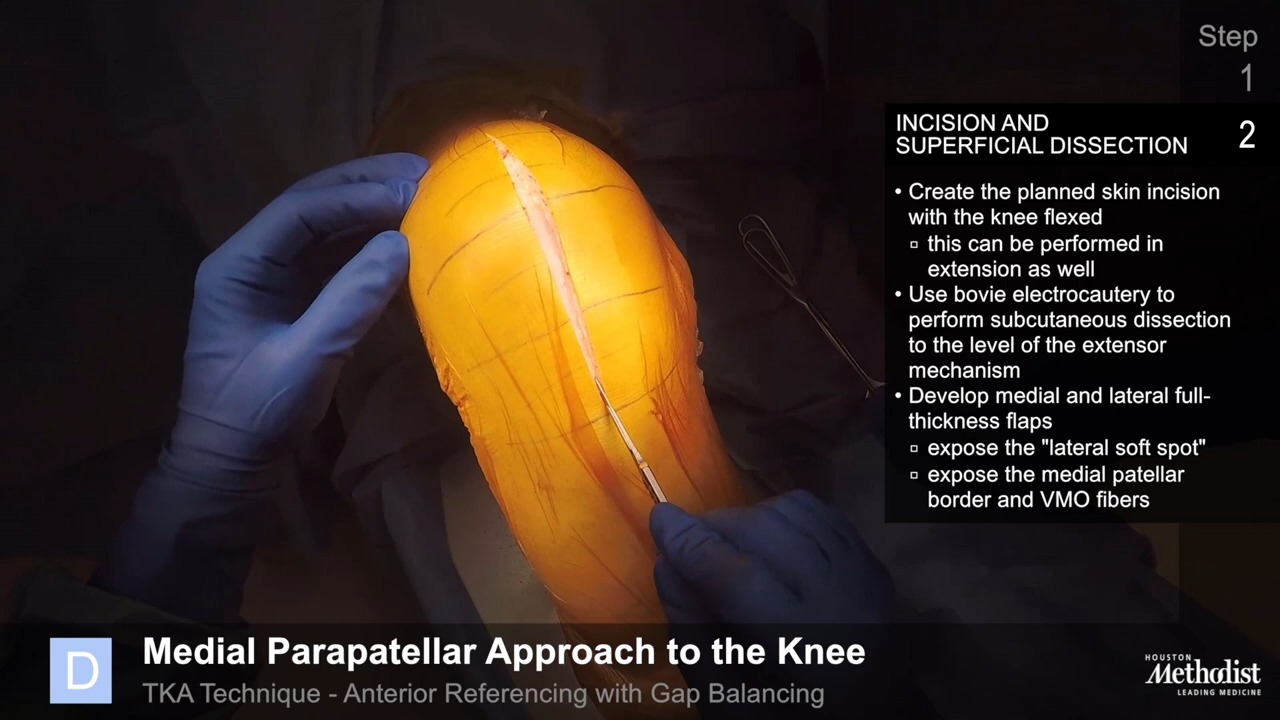 Step
1
2
INCISION AND
SUPERFICIAL DISSECTION
• Create the planned skin incision
with the knee flexed
▫ this can be performed in
extension as well
• Use bovie electrocautery to
perform subcutaneous dissection
to the level of the extensor
mechanism
• Develop medial and lateral full-
thickness flaps
▫ expose the "lateral soft spot"
▫ expose the medial patellar
border and VMO fibers
D
Medial Parapatellar Approach to the Knee
TKA Technique - Anterior Referencing with Gap Balancing
HOUSTON
Methodist
LEADING MEDICINE